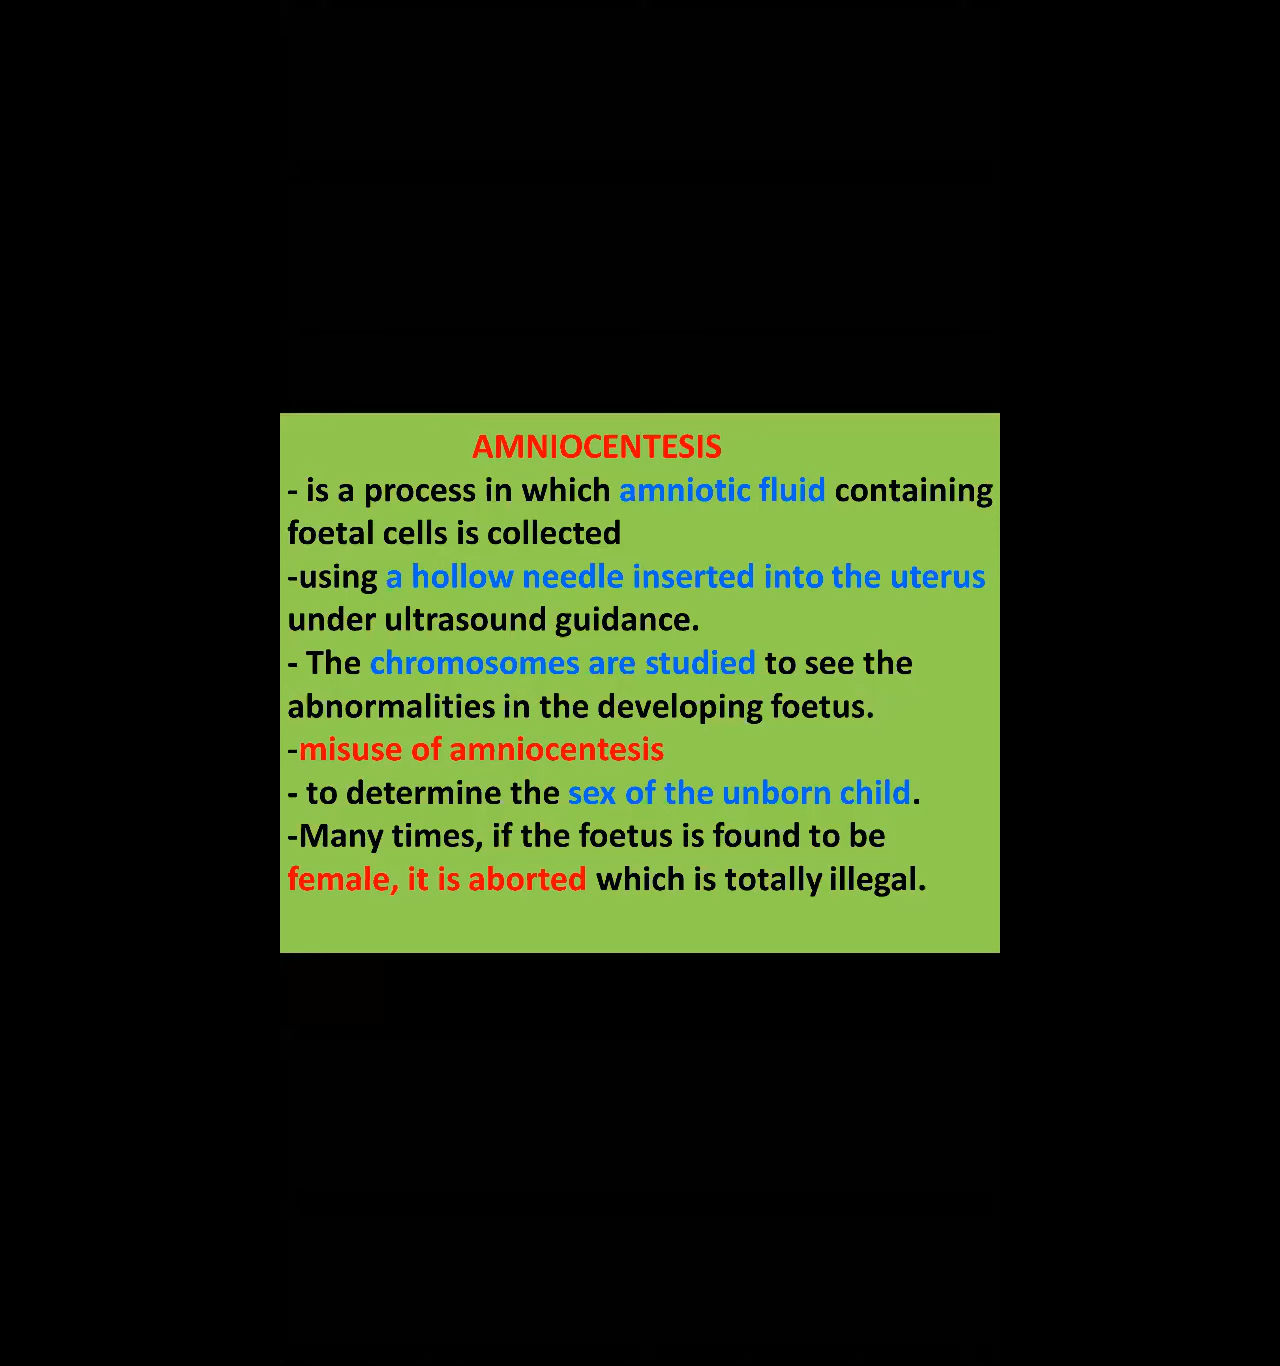 AMNIOCENTESIS
- is a process in which amniotic fluid containing
foetal cells is collected
-using a hollow needle inserted into the uterus
under ultrasound guidance.
- The chromosomes are studied to see the
abnormalities in the developing foetus.
-misuse of amniocentesis
- to determine the sex of the unborn child.
-Many times, if the foetus is found to be
female, it is aborted which is totally illegal.